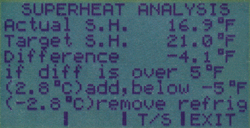 SUPERHEAT ANALYSIS
Actual S.H. 16.9°F
Target S.H. 21.0°F
Difference -4.1°F
if diff is over 5°F
(2.8°C)add,below -5°F
(-2.8°C)remove refrig
| | T/S | EXIT